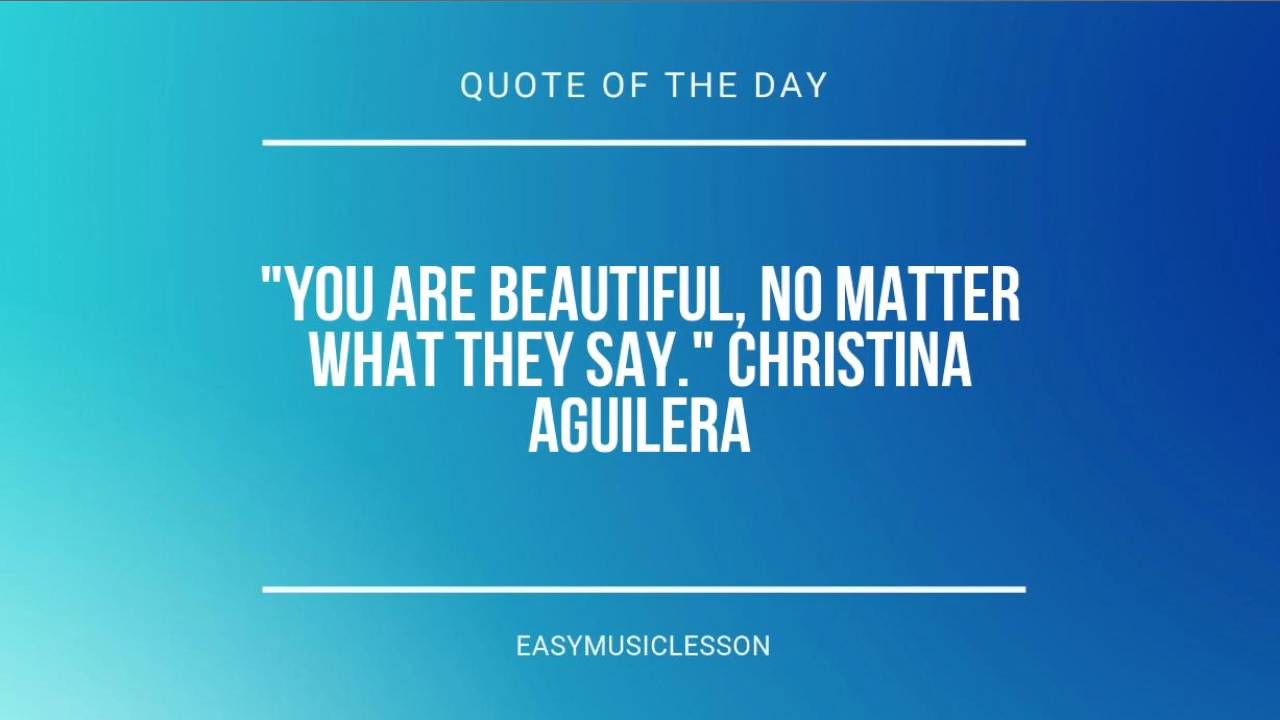 QUOTE OF THE DAY
"YOU ARE BEAUTIFUL, NO MATTER
WHAT THEY SAY." CHRISTINA
AGUILERA
EASYMUSICLESSON